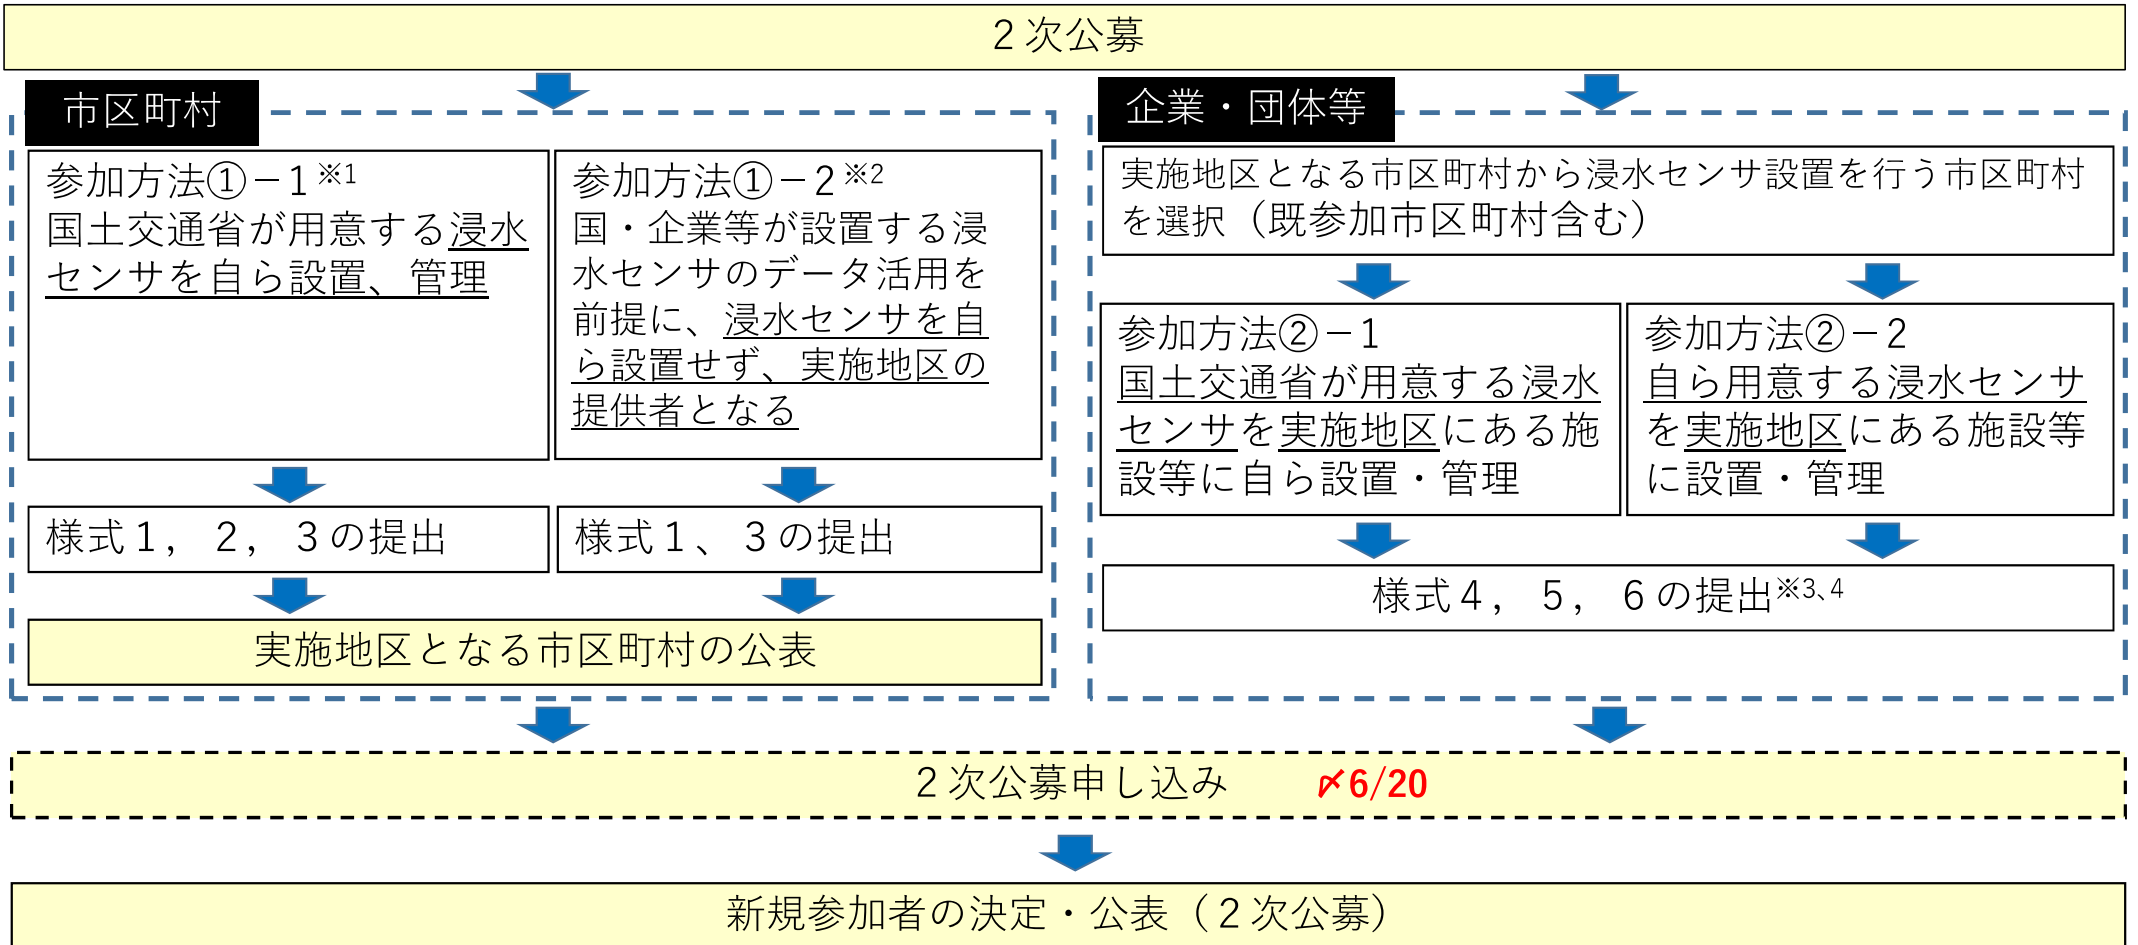 ２次公募
市区町村
参加方法①－1※1
国土交通省が用意する浸水
センサを自ら設置、管理
参加方法①－2※2
国・企業等が設置する浸
水センサのデータ活用を
前提に、浸水センサを自
ら設置せず、実施地区の
提供者となる
様式１，２，３の提出
様式１、３の提出
実施地区となる市区町村の公表
企業・団体等
実施地区となる市区町村から浸水センサ設置を行う市区町村
を選択（既参加市区町村含む）
参加方法②－1
国土交通省が用意する浸水
センサを実施地区にある施
設等に自ら設置・管理
参加方法②－2
自ら用意する浸水センサ
を実施地区にある施設等
に設置・管理
様式４，５，６の提出※3、4
２次公募申し込み　〆6/20
新規参加者の決定・公表（２次公募）